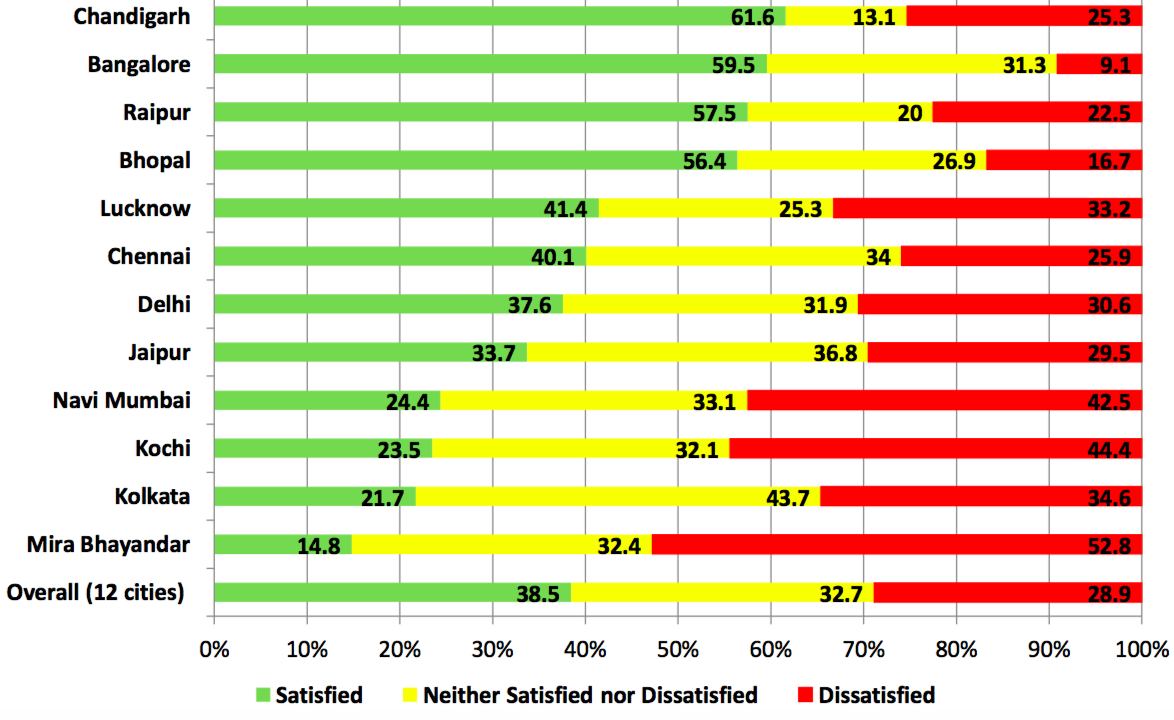 Chandigarh 61.6 13.1 25.3
Bangalore 59.5 31.3 9.1
Raipur 57.5 20 22.5
Bhopal 56.4 26.9 16.7
Lucknow 41.4 25.3 33.2
Chennai 40.1 34 25.9
Delhi 37.6 31.9 30.6
Jaipur 33.7 36.8 29.5
Navi Mumbai 24.4 33.1 42.5
Kochi 23.5 32.1 44.4
Kolkata 21.7 43.7 34.6
Mira Bhayandar 14.8 32.4 52.8
Overall (12 cities) 38.5 32.7 28.9
0% 10% 20% 30% 40% 50% 60% 70% 80% 90% 100%
Satisfied Neither Satisfied nor Dissatisfied Dissatisfied